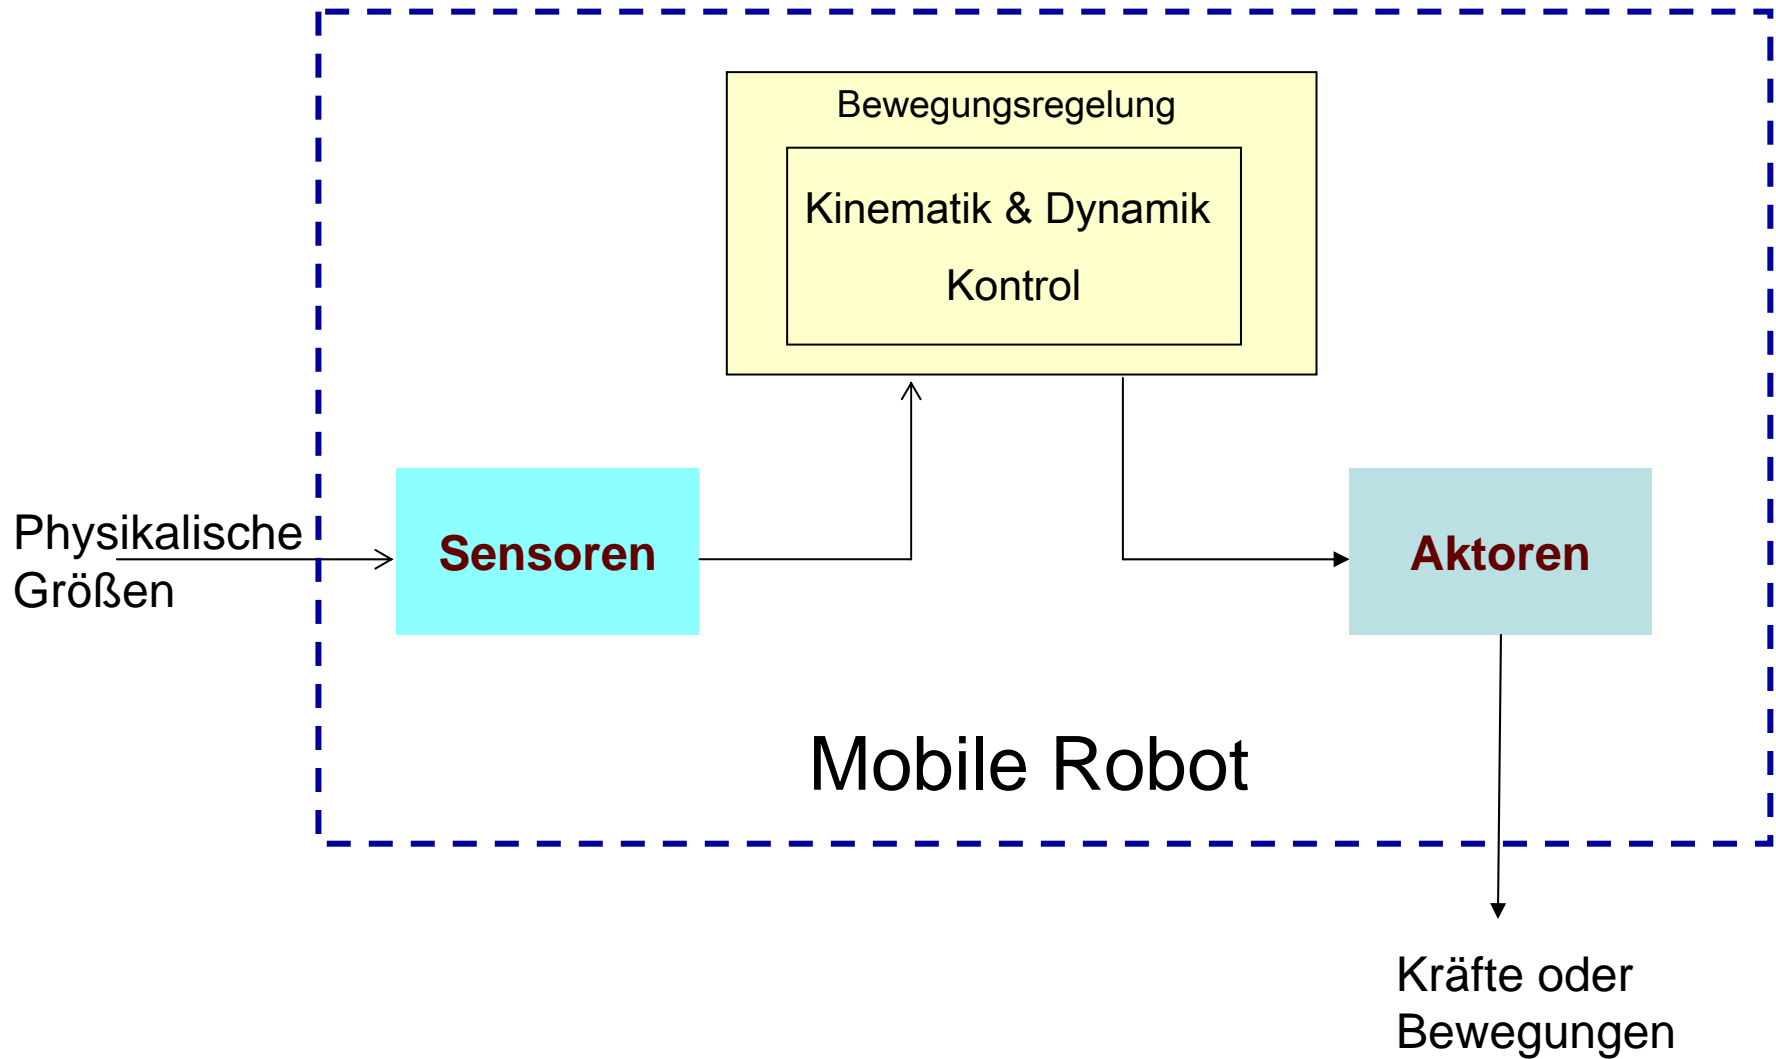 Bewegungsregelung
Kinematik & Dynamik
Kontrol
Physikalische
Größen
Sensoren
Aktoren
Mobile Robot
Kräfte oder
Bewegungen